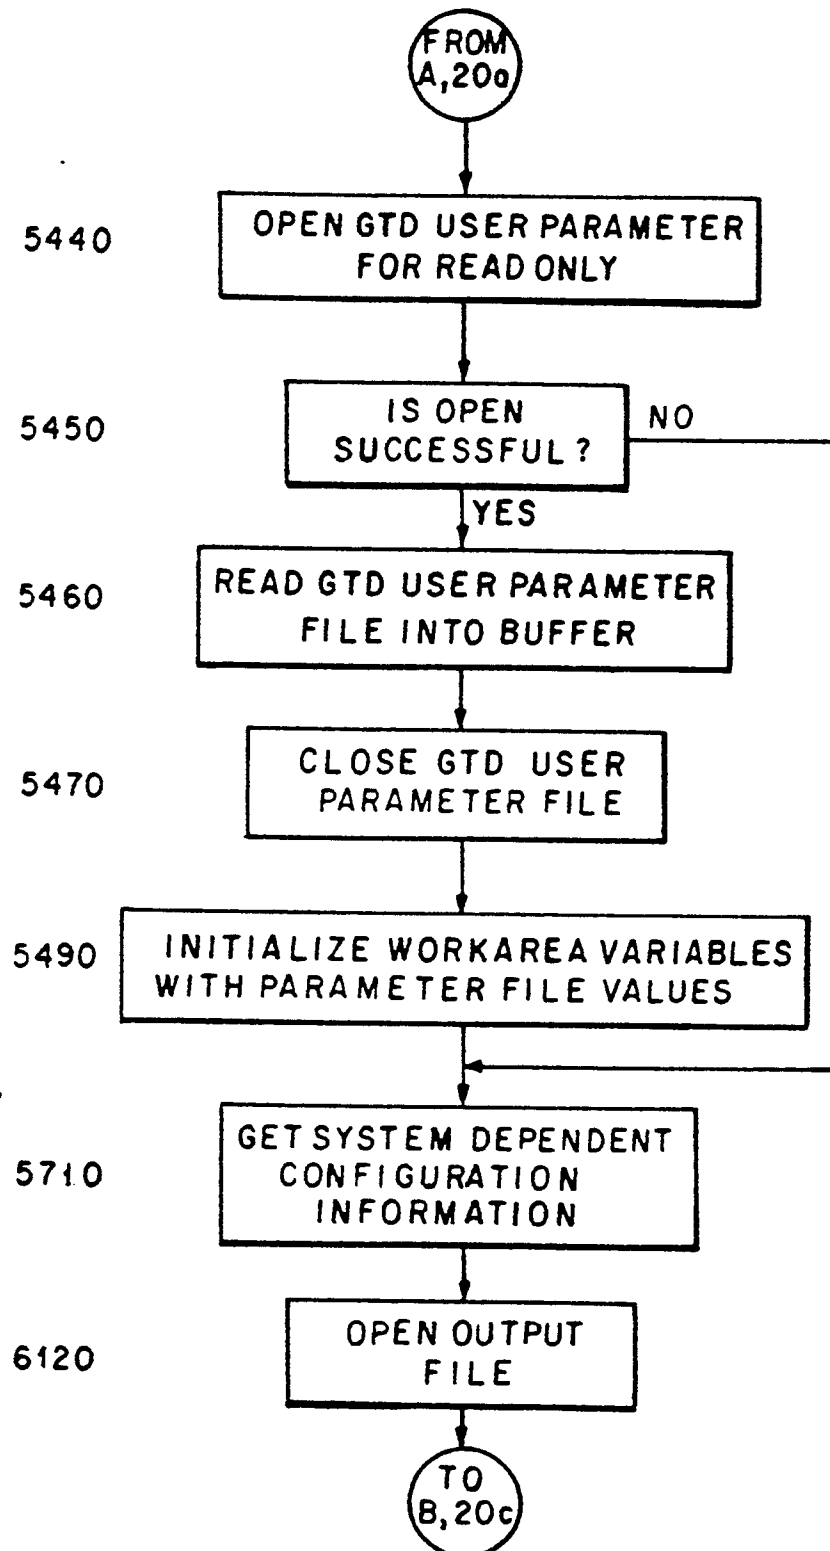 FROM
A,20a
5440
OPEN GTD USER PARAMETER
FOR READ ONLY
5450
IS OPEN
SUCCESSFUL?
NO
YES
5460
READ GTD USER PARAMETER
FILE INTO BUFFER
5470
CLOSE GTD USER
PARAMETER FILE
5490
INITIALIZE WORKAREA VARIABLES
WITH PARAMETER FILE VALUES
5710
GET SYSTEM DEPENDENT
CONFIGURATION
INFORMATION
6120
OPEN OUTPUT
FILE
TO
B,20c